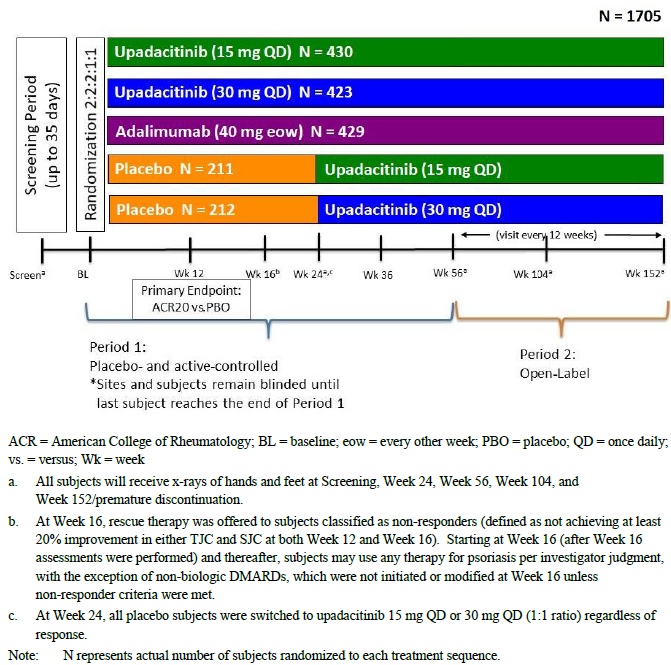 N = 1705
Screening Period
(up to 35 days)
Randomization 2:2:2:1:1
Upadacitinib (15 mg QD) N = 430
Upadacitinib (30 mg QD) N = 423
Adalimumab (40 mg eow) N = 429
Placebo N = 211 Upadacitinib (15 mg QD)
Placebo N = 212 Upadacitinib (30 mg QD)
(visit every 12 weeks)
Screenᵃ BL Wk 12 Wk 16ᵇ Wk 24ᵃ,ᶜ Wk 36 Wk 56ᵃ Wk 104ᵃ Wk 152ᵃ
Primary Endpoint:
ACR20 vs.PBO
Period 1:
Placebo- and active-controlled
*Sites and subjects remain blinded until
last subject reaches the end of Period 1
Period 2:
Open-Label
ACR = American College of Rheumatology; BL = baseline; eow = every other week; PBO = placebo; QD = once daily;
vs. = versus; Wk = week
a. All subjects will receive x-rays of hands and feet at Screening, Week 24, Week 56, Week 104, and
Week 152/premature discontinuation.
b. At Week 16, rescue therapy was offered to subjects classified as non-responders (defined as not achieving at least
20% improvement in either TJC and SJC at both Week 12 and Week 16). Starting at Week 16 (after Week 16
assessments were performed) and thereafter, subjects may use any therapy for psoriasis per investigator judgment,
with the exception of non-biologic DMARDs, which were not initiated or modified at Week 16 unless
non-responder criteria were met.
c. At Week 24, all placebo subjects were switched to upadacitinib 15 mg QD or 30 mg QD (1:1 ratio) regardless of
response.
Note: N represents actual number of subjects randomized to each treatment sequence.